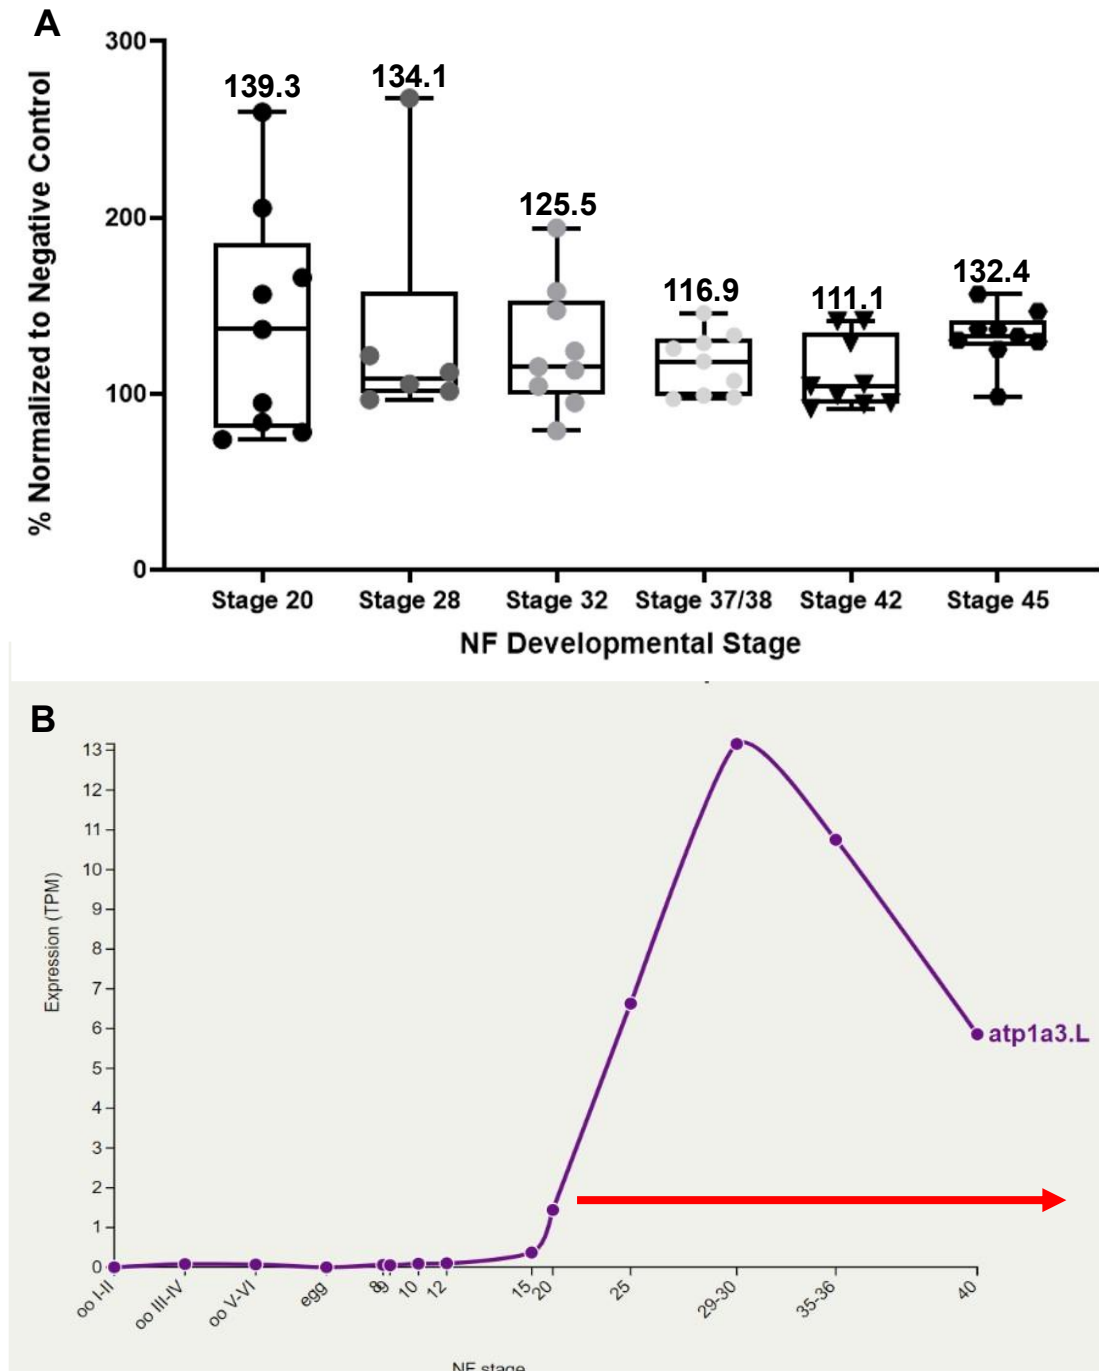 A
300
200
100
0
% Normalized to Negative Control
139.3
134.1
125.5
116.9
111.1
132.4
Stage 20
Stage 28
Stage 32
Stage 37/38
Stage 42
Stage 45
NF Developmental Stage
B
13
12
11
10
9
8
7
6
5
4
3
2
1
0
Expression (TPM)
atp1a3.L
oo I-II
oo III-IV
oo V-VI
egg
8
9
10
12
15
20
25
29-30
35-36
40
NF stage